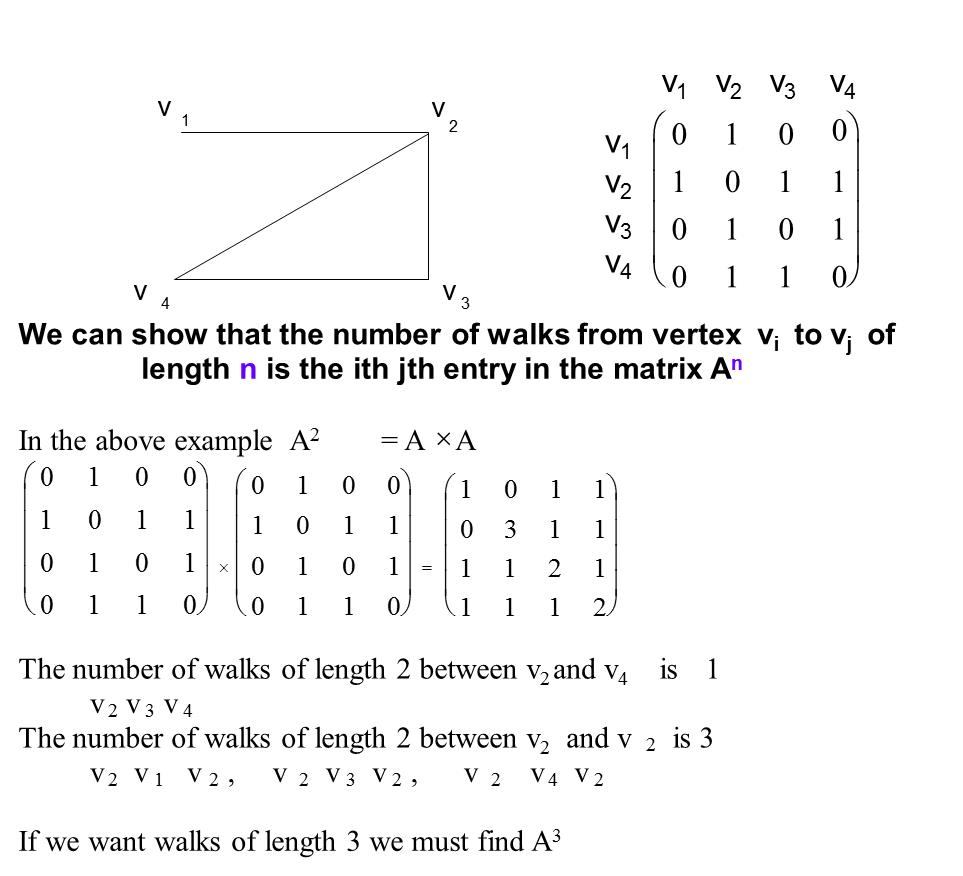 v 1 v 2
v 4 v 3
v1 v2 v3 v4
v1 0 1 0 0
v2 1 0 1 1
v3 0 1 0 1
v4 0 1 1 0
We can show that the number of walks from vertex vi to vj of
length n is the ith jth entry in the matrix Aⁿ
In the above example A² = A × A
0 1 0 0 0 1 0 0 1 0 1 1
1 0 1 1 1 0 1 1 0 3 1 1
0 1 0 1 × 0 1 0 1 = 1 1 2 1
0 1 1 0 0 1 1 0 1 1 1 2
The number of walks of length 2 between v2 and v4 is 1
v2 v3 v4
The number of walks of length 2 between v2 and v 2 is 3
v2 v1 v2 , v 2 v3 v2 , v 2 v4 v2
If we want walks of length 3 we must find A³